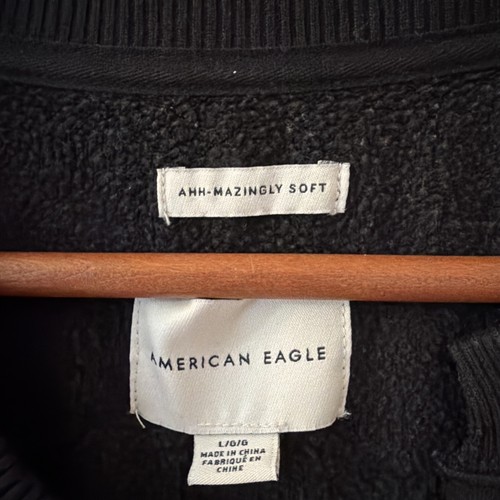 AHH-MAZINGLY SOFT
AMERICAN EAGLE
L/G/G
MADE IN CHINA
FABRIQUÉ EN
CHINE